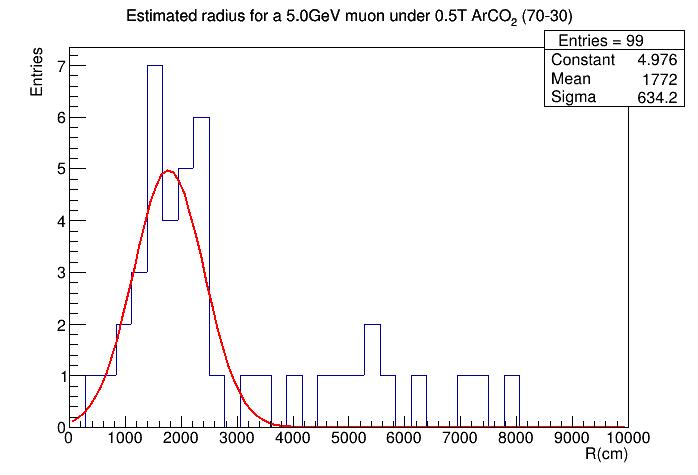 Estimated radius for a 5.0GeV muon under 0.5T ArCO2 (70-30)
Entries = 99
Constant 4.976
Mean 1772
Sigma 634.2
Entries
7
6
5
4
3
2
1
0
0 1000 2000 3000 4000 5000 6000 7000 8000 9000 10000
R(cm)